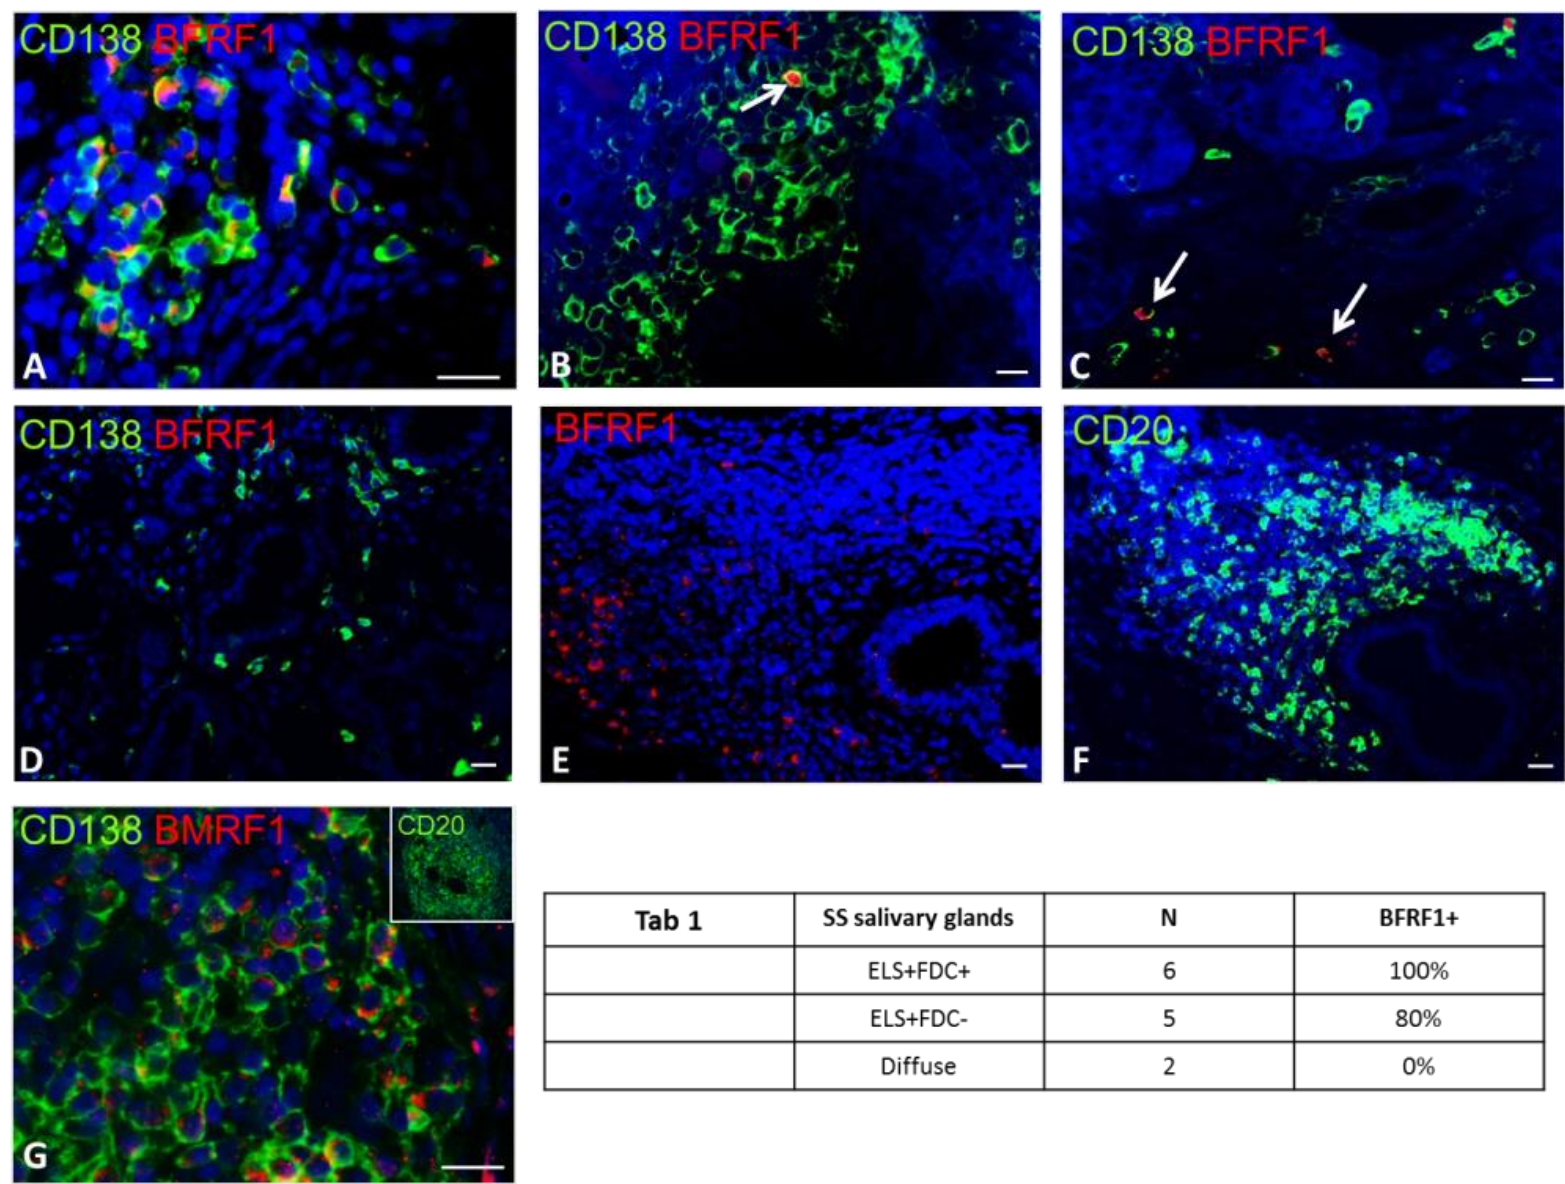 CD138 BFRF1
A
CD138 BFRF1
B
CD138 BFRF1
C
CD138 BFRF1
D
BFRF1
E
CD20
F
CD138 BMRF1
CD20
G
Tab 1 SS salivary glands N BFRF1+
ELS+FDC+ 6 100%
ELS+FDC- 5 80%
Diffuse 2 0%